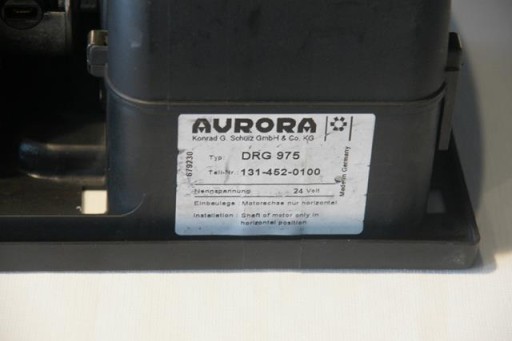 AURORA
Konrad G. Schulz GmbH & Co. KG
Typ: DRG 975
Teil-Nr. 131-452-0100
Nennspannung: 24 Volt
Einbaulage : Motorachse nur horizontal
Installation : Shaft of motor only in
horizontal position
679230
Made in Germany